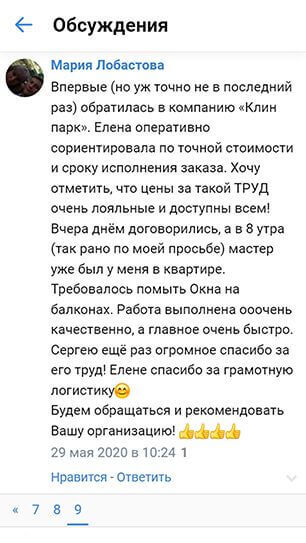 Обсуждения
Мария Лобастова
Впервые (но уж точно не в последний
раз) обратилась в компанию «Клин
парк». Елена оперативно
сориентировала по точной стоимости
и сроку исполнения заказа. Хочу
отметить, что цены за такой ТРУД
очень лояльные и доступны всем!
Вчера днём договорились, а в 8 утра
(так рано по моей просьбе) мастер
уже был у меня в квартире.
Требовалось помыть Окна на
балконах. Работа выполнена ооочень
качественно, а главное очень быстро.
Сергею ещё раз огромное спасибо за
его труд! Елене спасибо за грамотную
логистику😊
Будем обращаться и рекомендовать
Вашу организацию! 👍👍👍👍
29 мая 2020 в 10:24 1
Нравится - Ответить
« 7 8 9